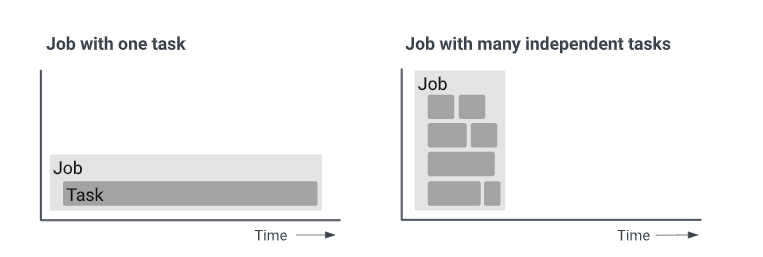 Job with one task
Job
Task
Time
Job with many independent tasks
Job
Time